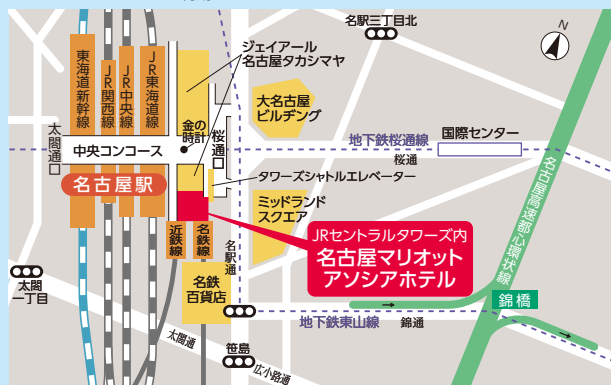 名駅三丁目北
N
ジェイアール
名古屋タカシマヤ
東海道新幹線
JR関西線
JR中央線
JR東海道線
大名古屋
ビルヂング
金の
時計
桜通口
太閤通口
中央コンコース
地下鉄桜通線
国際センター
桜通
名古屋駅
タワーズシャトルエレベーター
名古屋高速都心環状線
ミッドランド
スクエア
近鉄線
名鉄線
名駅通
JRセントラルタワーズ内
名古屋マリオット
アソシアホテル
太閤
一丁目
名鉄
百貨店
錦橋
地下鉄東山線
錦通
太閤通
笹島
広小路通